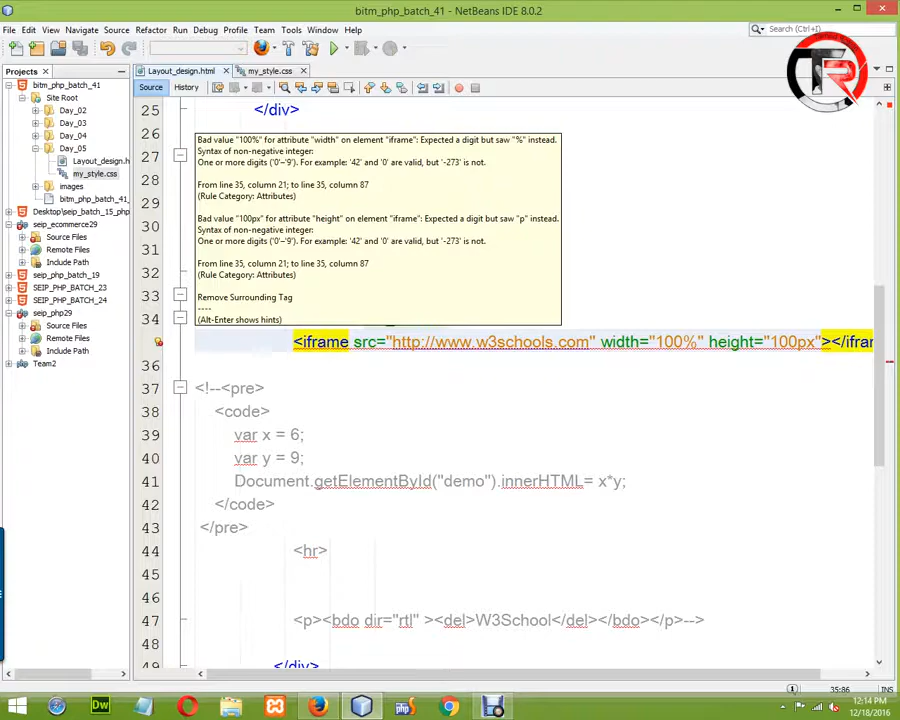 bitm_php_batch_41 - NetBeans IDE 8.0.2
File Edit View Navigate Source Refactor Run Debug Profile Team Tools Window Help
Search (Ctrl+I)
Projects
Layout_design.html
my_style.css
Source History
bitm_php_batch_41
Site Root
Day_02
Day_03
Day_04
Day_05
Layout_design.h
my_style.css
images
bitm_php_batch_41_
Desktop\seip_batch_15_php
seip_ecommerce29
Source Files
Remote Files
Include Path
seip_php_batch_19
SEIP_PHP_BATCH_23
SEIP_PHP_BATCH_24
seip_php29
Source Files
Remote Files
Include Path
Team2
25 </div>
26
Bad value "100%" for attribute "width" on element "iframe": Expected a digit but saw "%" instead.
Syntax of non-negative integer:
27
One or more digits ('0'–'9'). For example: '42' and '0' are valid, but '-273' is not.
28
From line 35, column 21; to line 35, column 87
29
(Rule Category: Attributes)
30
Bad value "100px" for attribute "height" on element "iframe": Expected a digit but saw "p" instead.
Syntax of non-negative integer:
31
One or more digits ('0'–'9'). For example: '42' and '0' are valid, but '-273' is not.
32
From line 35, column 21; to line 35, column 87
(Rule Category: Attributes)
33
Remove Surrounding Tag
----
34
(Alt-Enter shows hints)
<iframe src="http://www.w3schools.com" width="100%" height="100px"></ifran
36
37 <!--<pre>
38 <code>
39 var x = 6;
40 var y = 9;
41 Document.getElementById("demo").innerHTML= x*y;
42 </code>
43 </pre>
44 <hr>
45
46
47 <p><bdo dir="rtl" ><del>W3School</del></bdo></p>-->
48
49 </div>
1 35:86 INS
Dw php
12:14 PM
12/18/2016